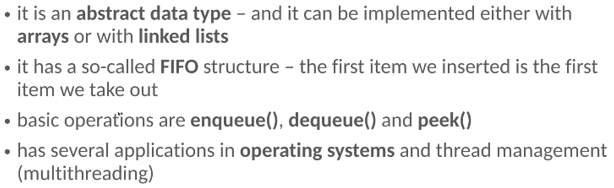 • it is an abstract data type – and it can be implemented either with
arrays or with linked lists
• it has a so-called FIFO structure – the first item we inserted is the first
item we take out
• basic operations are enqueue(), dequeue() and peek()
• has several applications in operating systems and thread management
(multithreading)